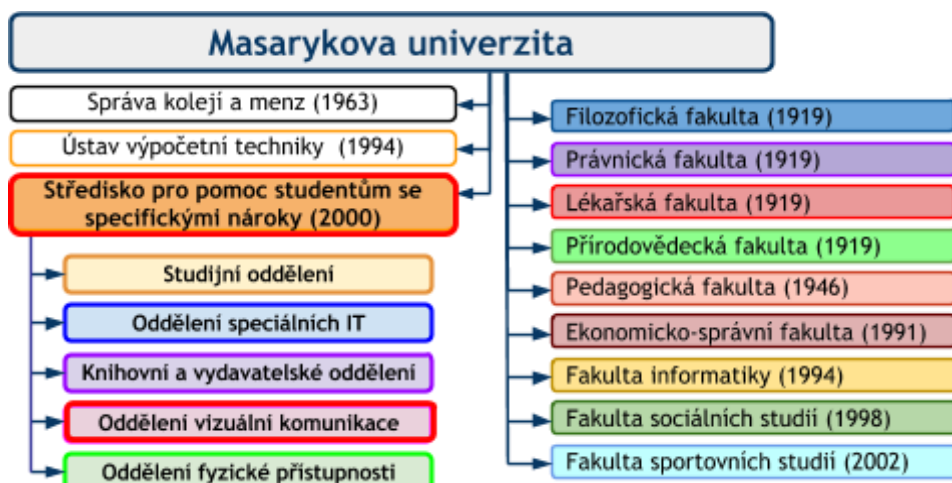 Masarykova univerzita
Správa kolejí a menz (1963)
Ústav výpočetní techniky (1994)
Středisko pro pomoc studentům se
specifickými nároky (2000)
Studijní oddělení
Oddělení speciálních IT
Knihovní a vydavatelské oddělení
Oddělení vizuální komunikace
Oddělení fyzické přístupnosti
Filozofická fakulta (1919)
Právnická fakulta (1919)
Lékařská fakulta (1919)
Přírodovědecká fakulta (1919)
Pedagogická fakulta (1946)
Ekonomicko-správní fakulta (1991)
Fakulta informatiky (1994)
Fakulta sociálních studií (1998)
Fakulta sportovních studií (2002)